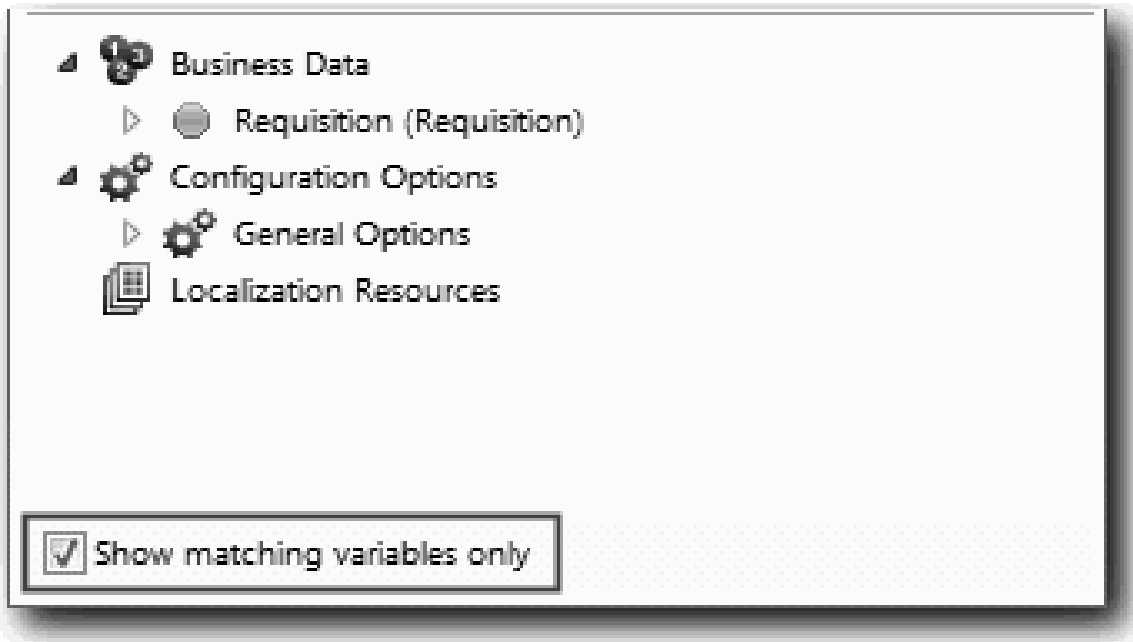 Business Data
Requisition (Requisition)
Configuration Options
General Options
Localization Resources
Show matching variables only